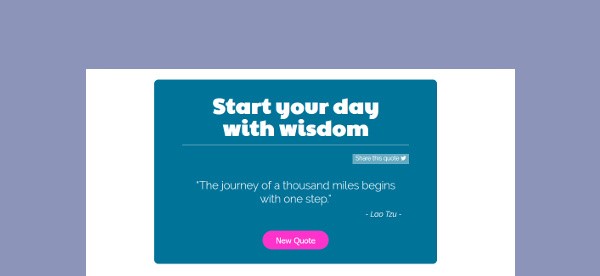 Start your day
with wisdom
Share this quote
"The journey of a thousand miles begins
with one step."
- Lao Tzu -
New Quote